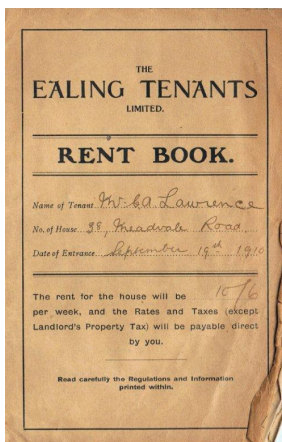 THE
EALING TENANTS
LIMITED.
RENT BOOK.
Name of Tenant Mr C A Lawrence
No. of House 38, Meadvale Road
Date of Entrance September 19th 1910
The rent for the house will be 10/6
per week, and the Rates and Taxes (except
Landlord's Property Tax) will be payable direct
by you.
Read carefully the Regulations and Information
printed within.